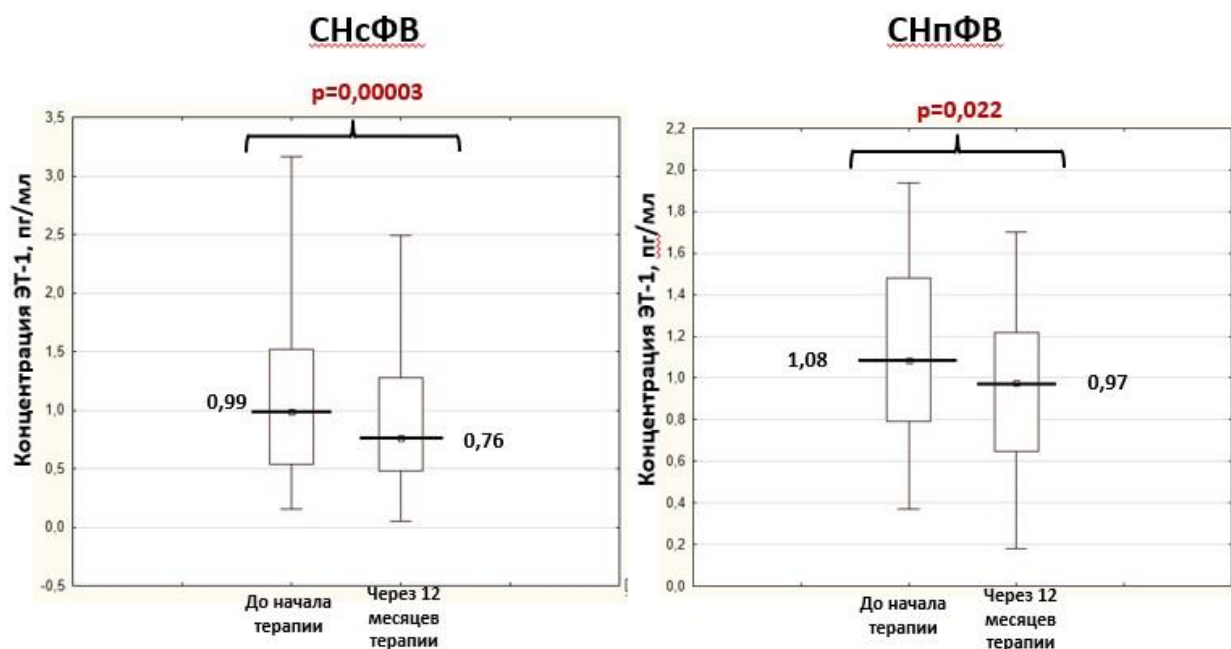 СНсФВ
p=0,00003
Концентрация ЭТ-1, пг/мл
3,5
3,0
2,5
2,0
1,5
1,0
0,5
0,0
-0,5
0,99
0,76
До начала
терапии
Через 12
месяцев
терапии
СНпФВ
p=0,022
Концентрация ЭТ-1, пг/мл
2,2
2,0
1,8
1,6
1,4
1,2
1,0
0,8
0,6
0,4
0,2
0,0
1,08
0,97
До начала
терапии
Через 12
месяцев
терапии